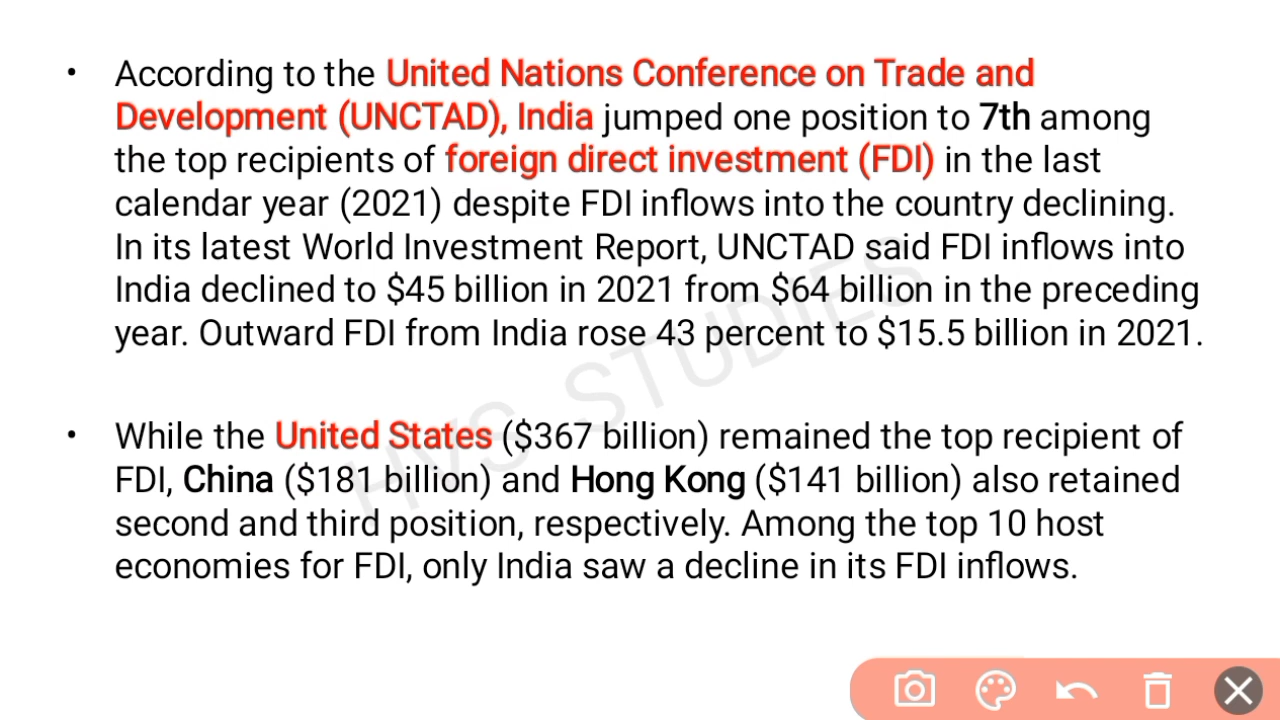 • According to the United Nations Conference on Trade and
Development (UNCTAD), India jumped one position to 7th among
the top recipients of foreign direct investment (FDI) in the last
calendar year (2021) despite FDI inflows into the country declining.
In its latest World Investment Report, UNCTAD said FDI inflows into
India declined to $45 billion in 2021 from $64 billion in the preceding
year. Outward FDI from India rose 43 percent to $15.5 billion in 2021.
• While the United States ($367 billion) remained the top recipient of
FDI, China ($181 billion) and Hong Kong ($141 billion) also retained
second and third position, respectively. Among the top 10 host
economies for FDI, only India saw a decline in its FDI inflows.
HVS STUDIES